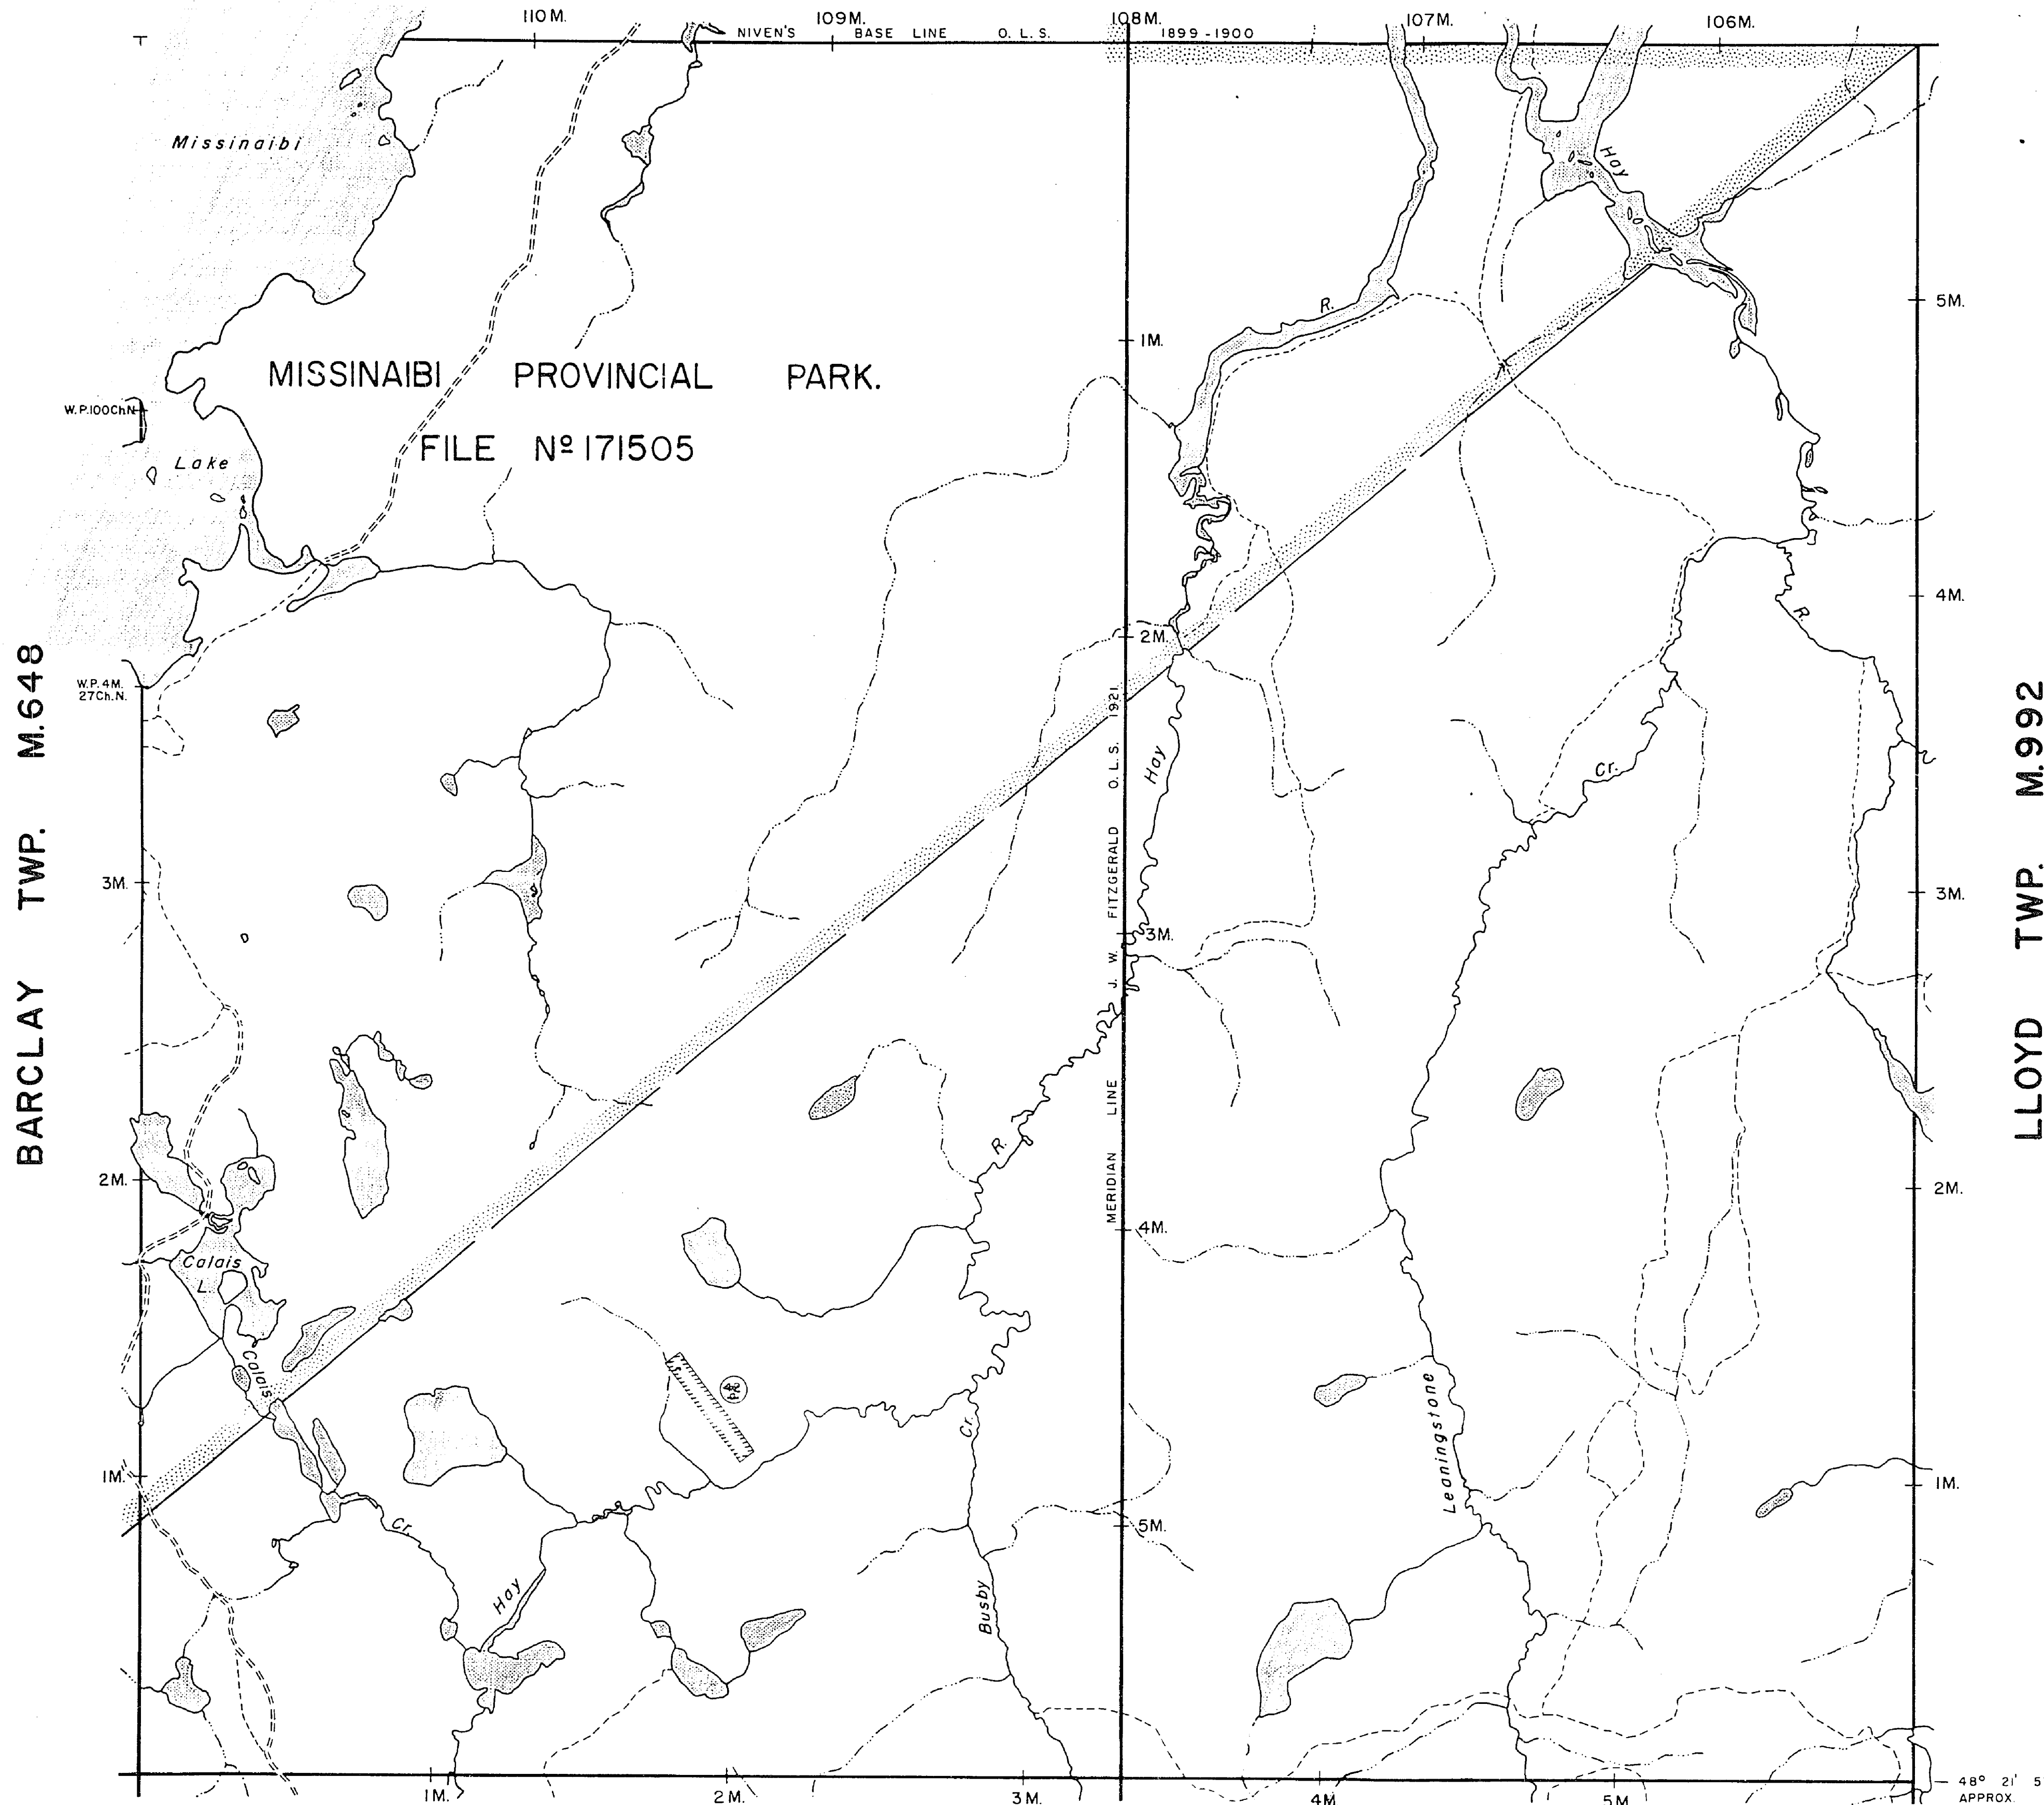 110M. 109M. 108M. 107M. 106M.
NIVEN'S BASE LINE O. L. S. 1899-1900
Missinaibi
Hay
R.
5M.
1M.
MISSINAIBI PROVINCIAL PARK.
W.P.100Ch.N.
FILE Nº 171505
Lake
4M.
R.
2M.
BARCLAY TWP. M.648
W.P. 4M.
27Ch.N.
LLOYD TWP. M.992
MERIDIAN LINE J. W. FITZGERALD O. L. S. 1921
Hay
Cr.
3M.
3M.
3M.
R.
2M.
2M.
4M.
Calais
L.
Calais
Cr.
Leaningstone
1M.
1M.
Cr.
5M.
Hay
Busby
48° 21' 5
APPROX.
1M. 2M. 3M. 4M. 5M.